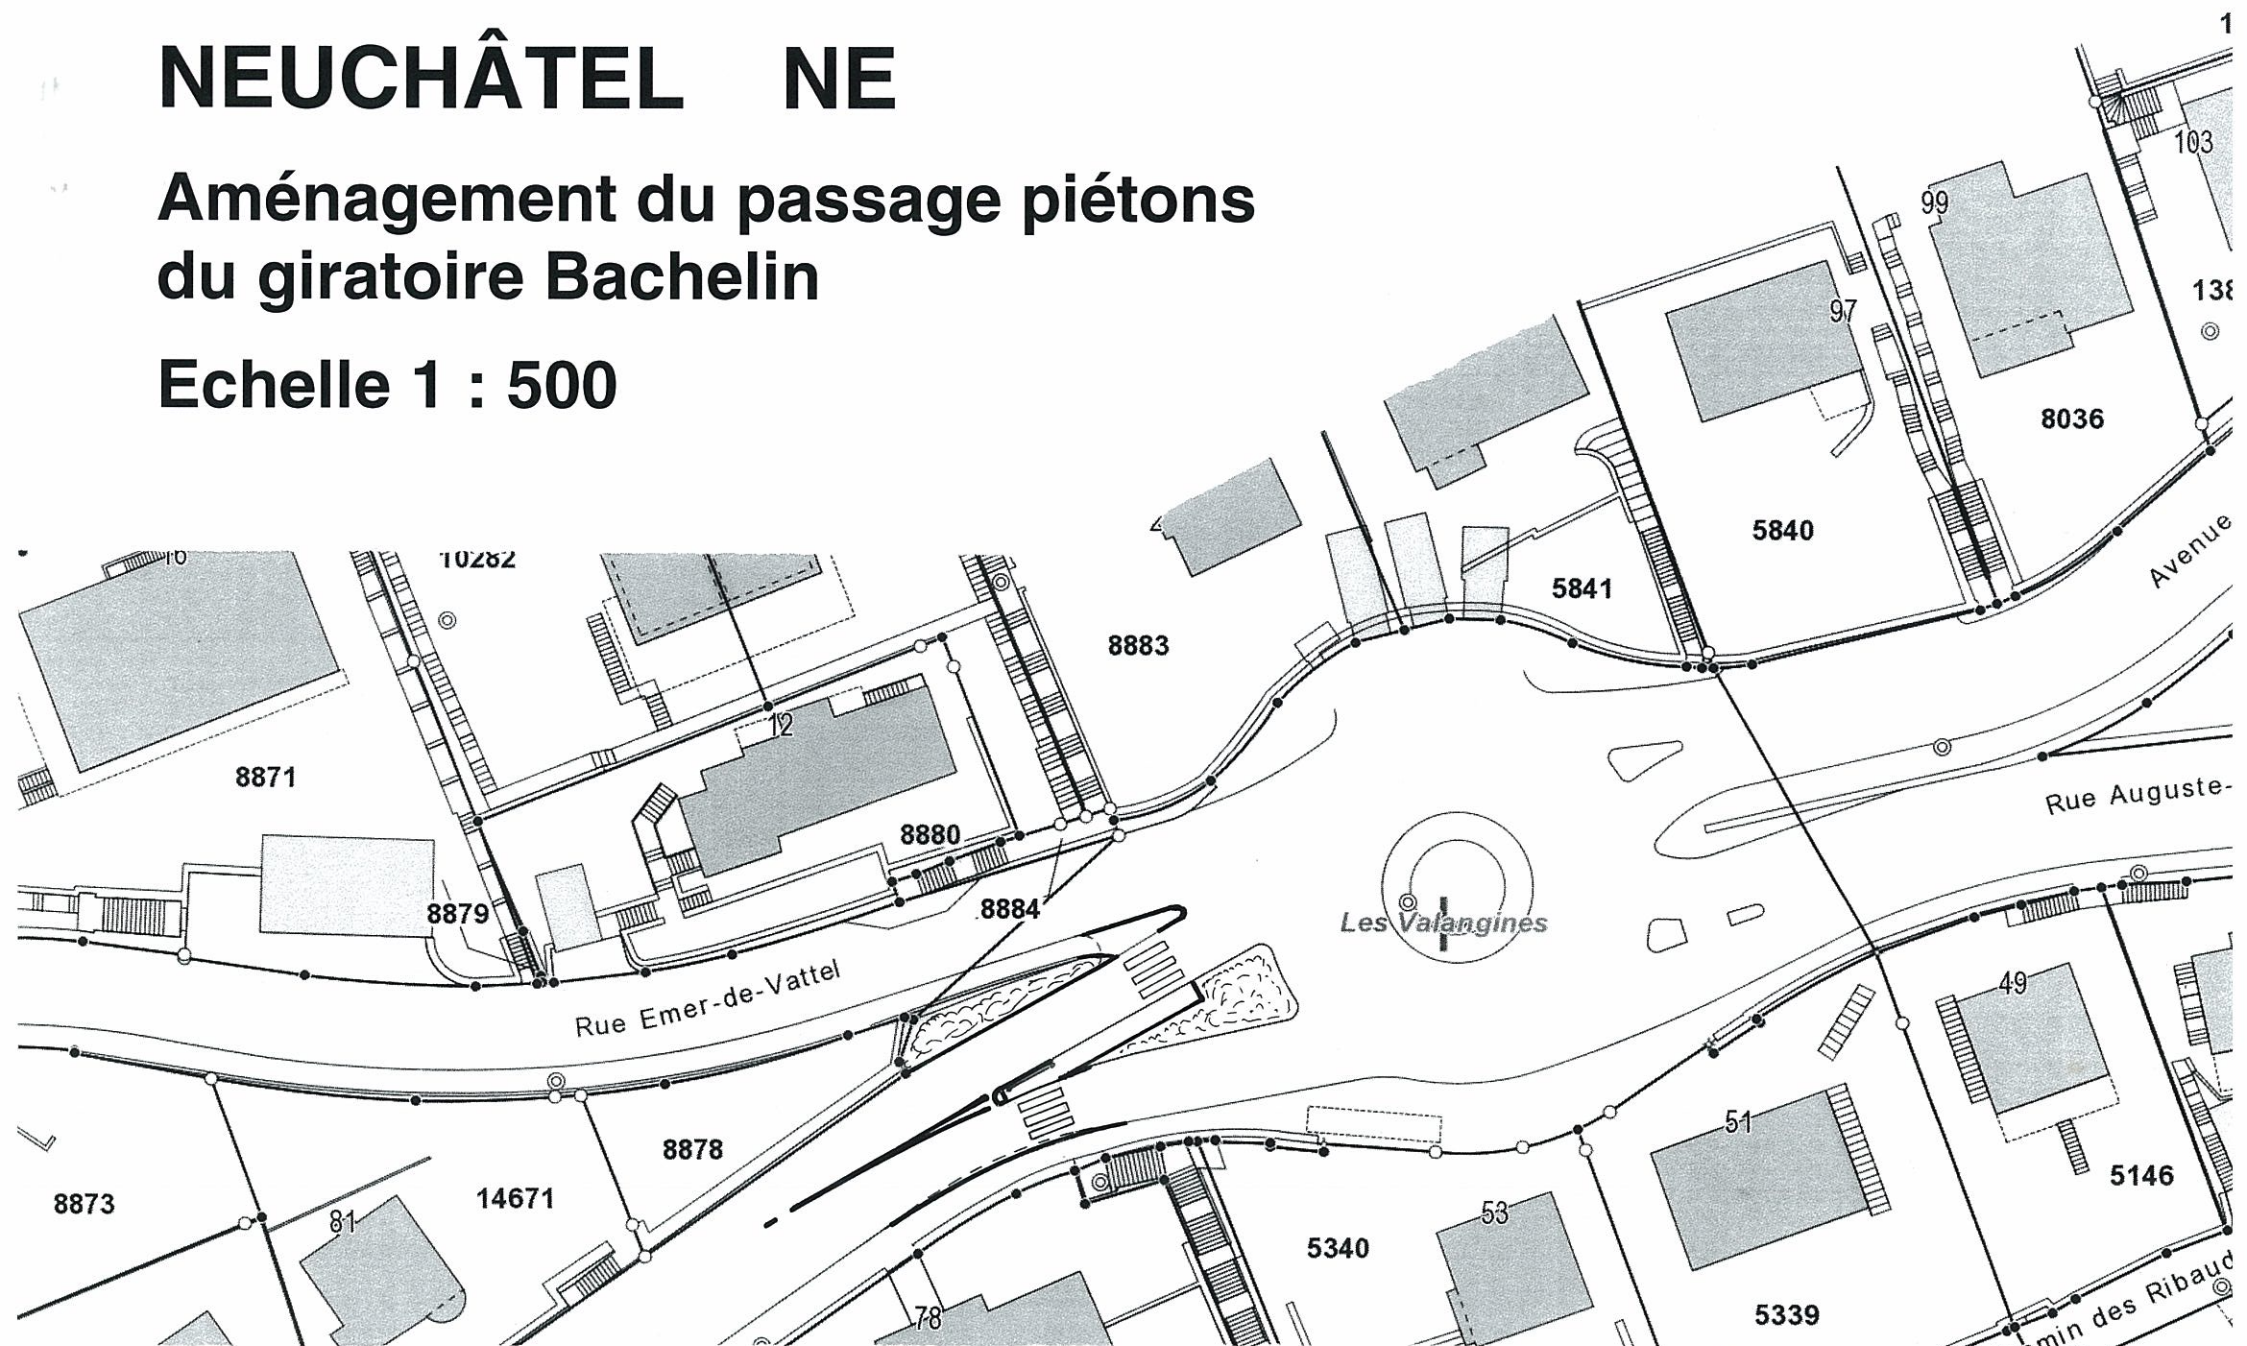 NEUCHÂTEL NE
Aménagement du passage piétons
du giratoire Bachelin
Echelle 1 : 500
103
99
97
138
8036
5840
5841
Avenue
16
10282
8883
12
8871
8880
8879
8884
Rue Auguste-
Les Valangines
Rue Emer-de-Vattel
49
51
8878
5146
8873
14671
81
53
5340
5339
78
min des Ribaud